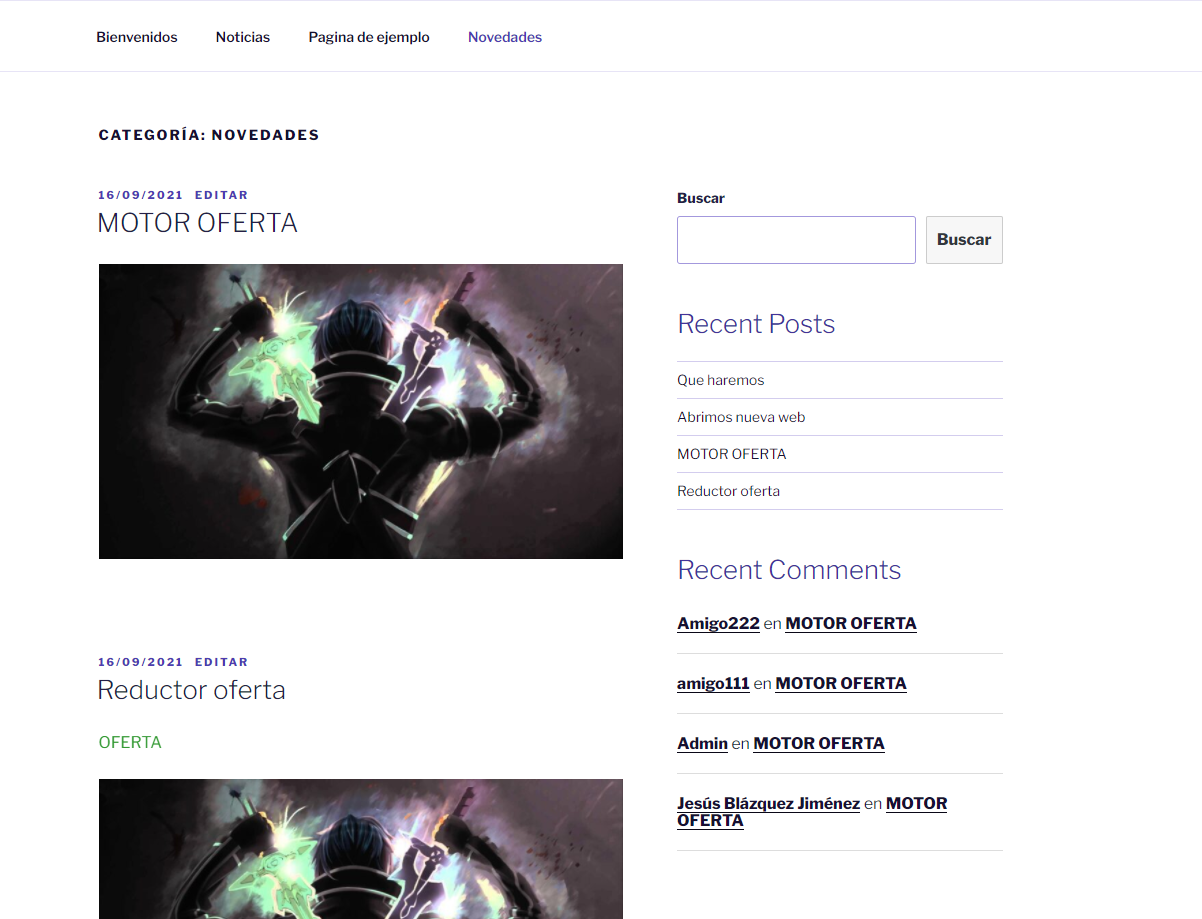 Bienvenidos Noticias Pagina de ejemplo Novedades
CATEGORÍA: NOVEDADES
16/09/2021 EDITAR
MOTOR OFERTA
16/09/2021 EDITAR
Reductor oferta
OFERTA
Buscar
Buscar
Recent Posts
Que haremos
Abrimos nueva web
MOTOR OFERTA
Reductor oferta
Recent Comments
Amigo222 en MOTOR OFERTA
amigo111 en MOTOR OFERTA
Admin en MOTOR OFERTA
Jesús Blázquez Jiménez en MOTOR
OFERTA